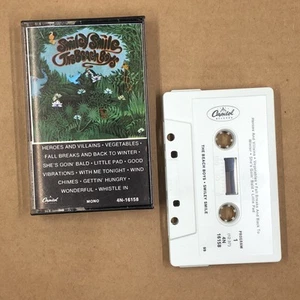 Smiley Smile
The Beach Boys
HEROES AND VILLAINS · VEGETABLES ·
FALL BREAKS AND BACK TO WINTER ·
SHE'S GOIN' BALD · LITTLE PAD · GOOD
VIBRATIONS · WITH ME TONIGHT · WIND
CHIMES · GETTIN' HUNGRY ·
WONDERFUL · WHISTLE IN
Capitol
MONO
4N-16158
Capitol
THE BEACH BOYS · SMILEY SMILE
PROGRAM
1
4N
16158